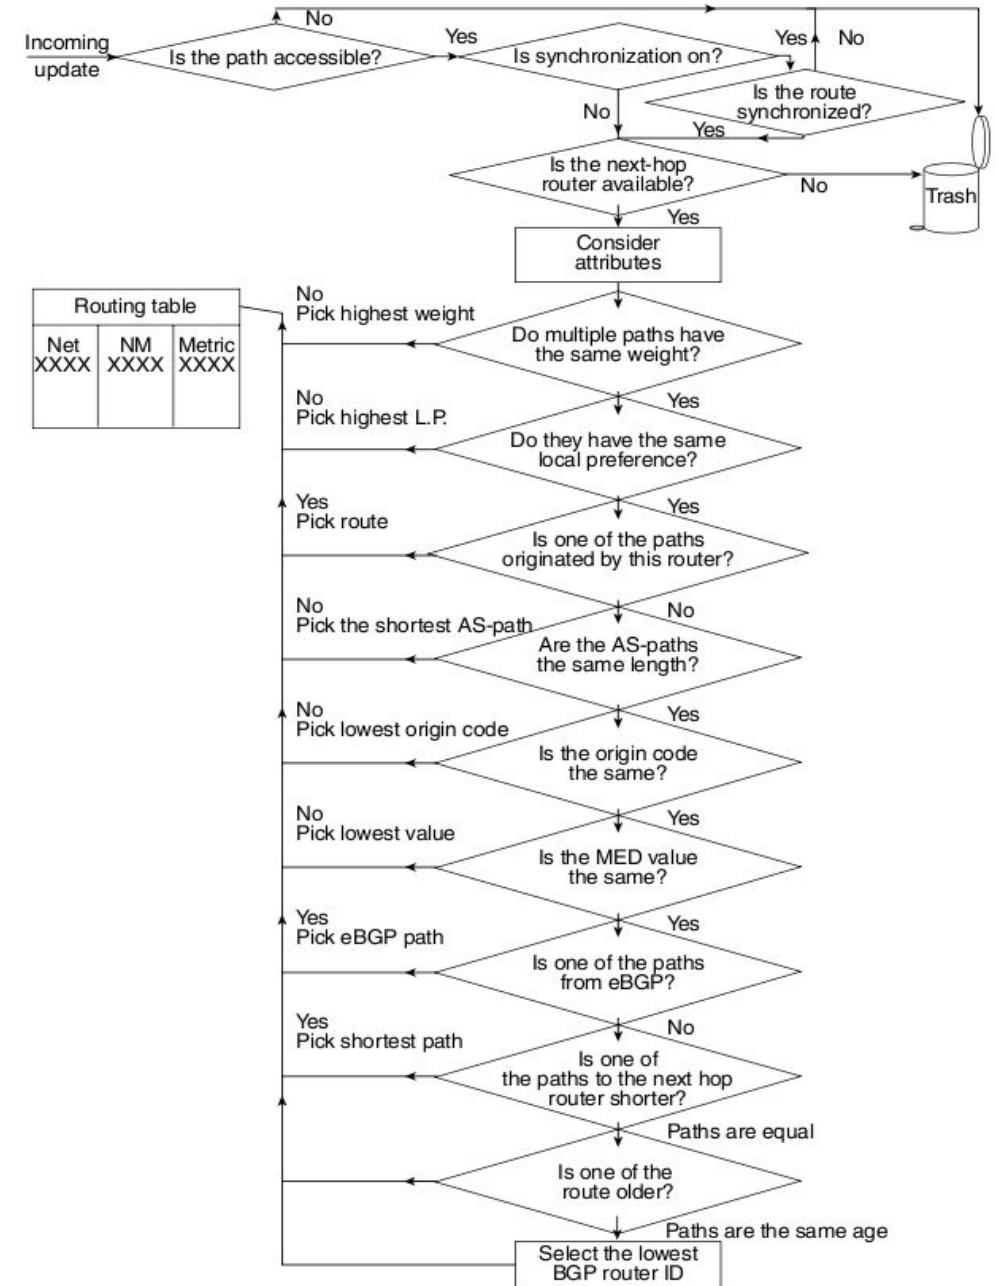 No
Incoming
update
Is the path accessible?
Yes
Is synchronization on?
Yes
No
Is the route
synchronized?
No
Yes
Is the next-hop
router available?
No
Trash
Yes
Consider
attributes
Routing table
Net
XXXX
NM
XXXX
Metric
XXXX
No
Pick highest weight
Do multiple paths have
the same weight?
Yes
No
Pick highest L.P.
Do they have the same
local preference?
Yes
Yes
Pick route
Is one of the paths
originated by this router?
No
No
Pick the shortest AS-path
Are the AS-paths
the same length?
Yes
No
Pick lowest origin code
Is the origin code
the same?
Yes
No
Pick lowest value
Is the MED value
the same?
Yes
Yes
Pick eBGP path
Is one of the paths
from eBGP?
No
Yes
Pick shortest path
Is one of
the paths to the next hop
router shorter?
Paths are equal
Is one of the
route older?
Paths are the same age
Select the lowest
BGP router ID